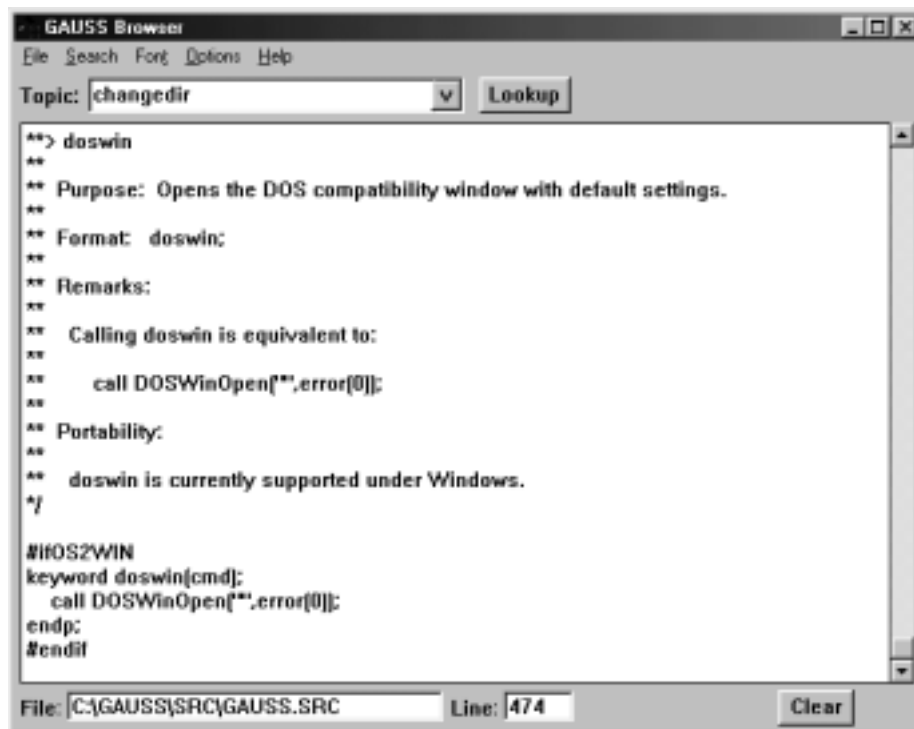 GAUSS Browser
File Search Font Options Help
Topic: changedir v Lookup
**> doswin
**
** Purpose: Opens the DOS compatibility window with default settings.
**
** Format: doswin;
**
** Remarks:
**
** Calling doswin is equivalent to:
**
** call DOSWinOpen("",error(0));
**
** Portability:
**
** doswin is currently supported under Windows.
*/
#ifOS2WIN
keyword doswin(cmd);
call DOSWinOpen("",error(0));
endp;
#endif
File: C:\GAUSS\SRC\GAUSS.SRC Line: 474 Clear